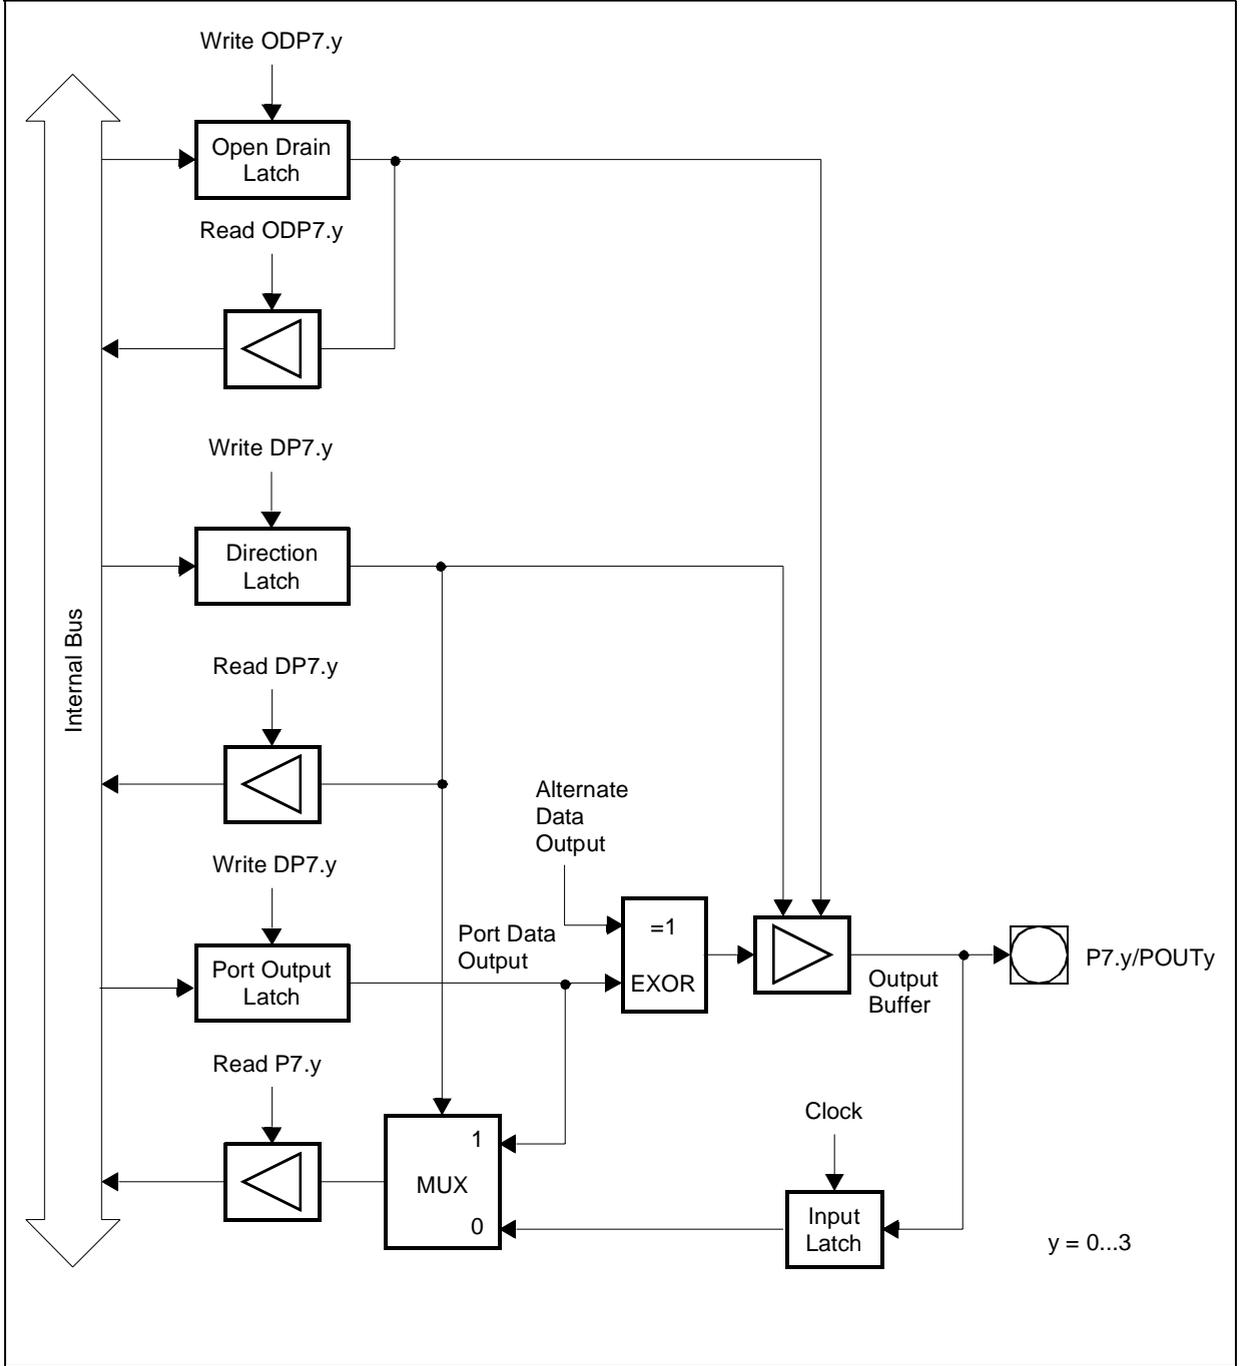 Write ODP7.y
Open Drain
Latch
Read ODP7.y
Write DP7.y
Direction
Latch
Internal Bus
Read DP7.y
Alternate
Data
Output
Write DP7.y
Port Data
Output
=1
EXOR
Port Output
Latch
Output
Buffer
P7.y/POUTy
Read P7.y
Clock
1
MUX
0
Input
Latch
y = 0...3